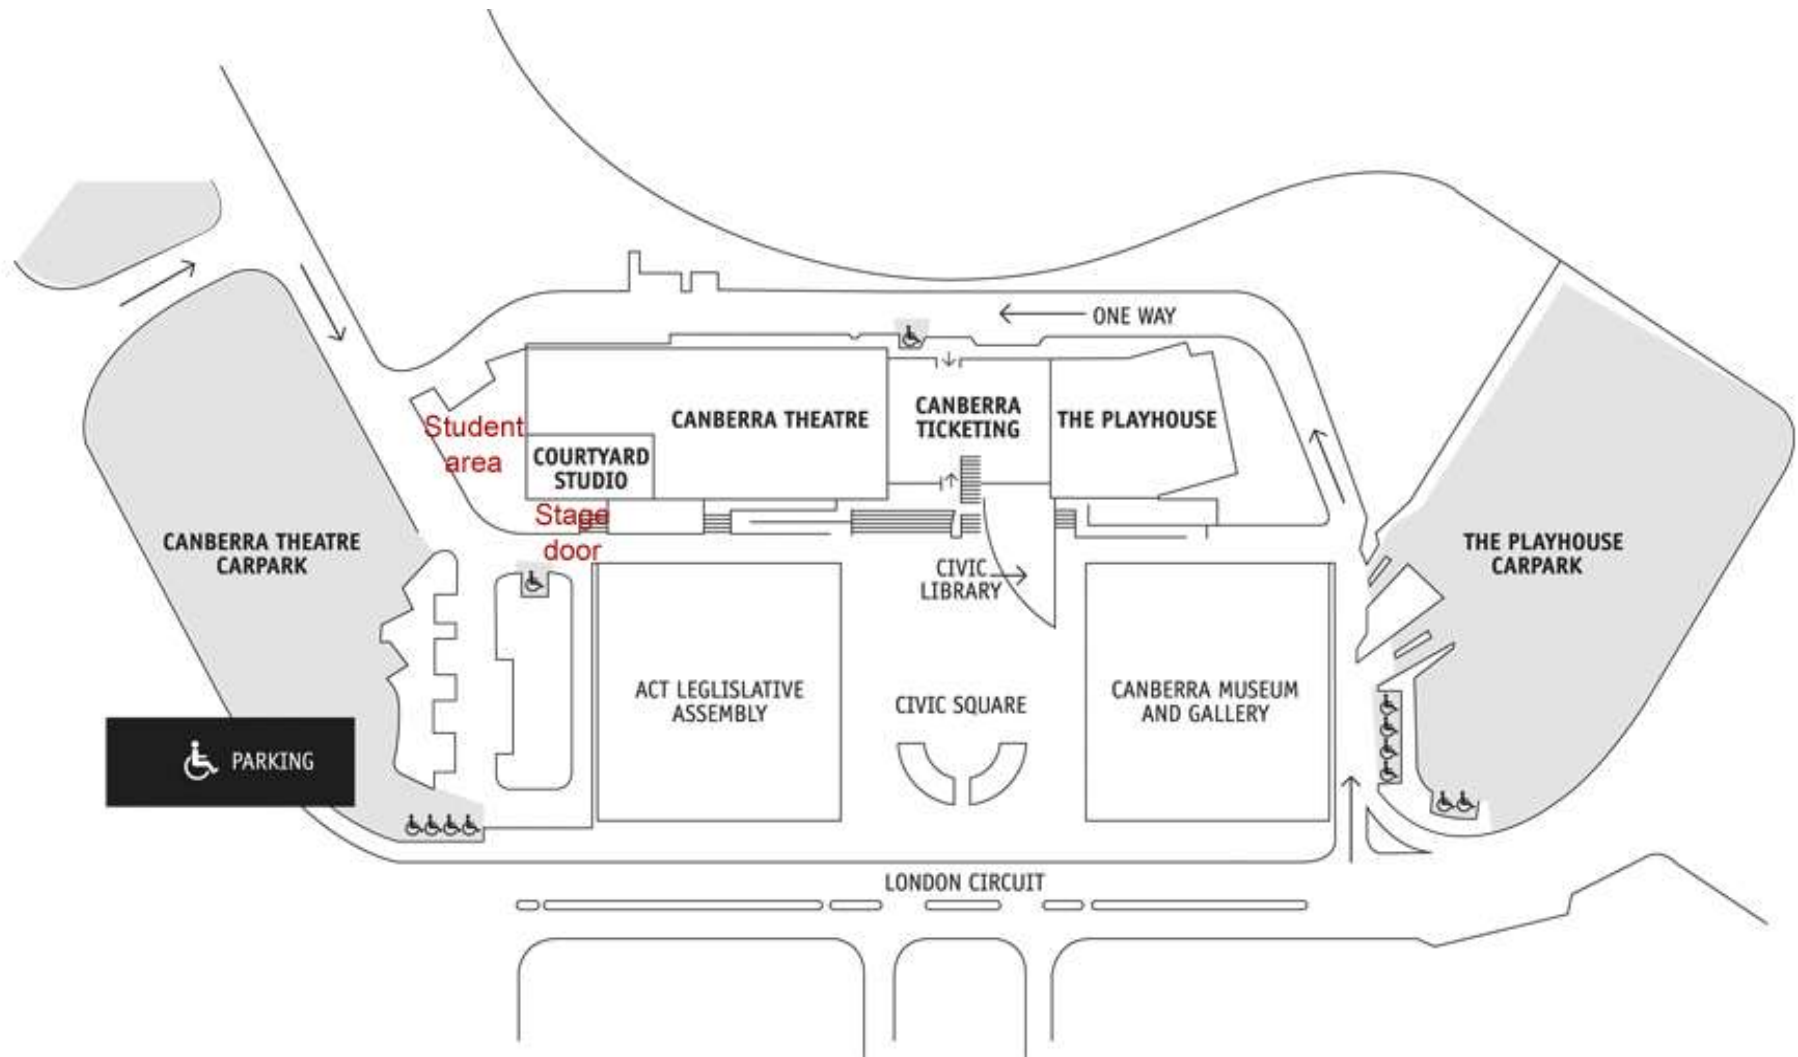 ONE WAY
CANBERRA THEATRE
CANBERRA
TICKETING
THE PLAYHOUSE
Student
area
COURTYARD
STUDIO
Stage
door
CANBERRA THEATRE
CARPARK
THE PLAYHOUSE
CARPARK
CIVIC
LIBRARY
ACT LEGLISLATIVE
ASSEMBLY
CIVIC SQUARE
CANBERRA MUSEUM
AND GALLERY
PARKING
LONDON CIRCUIT